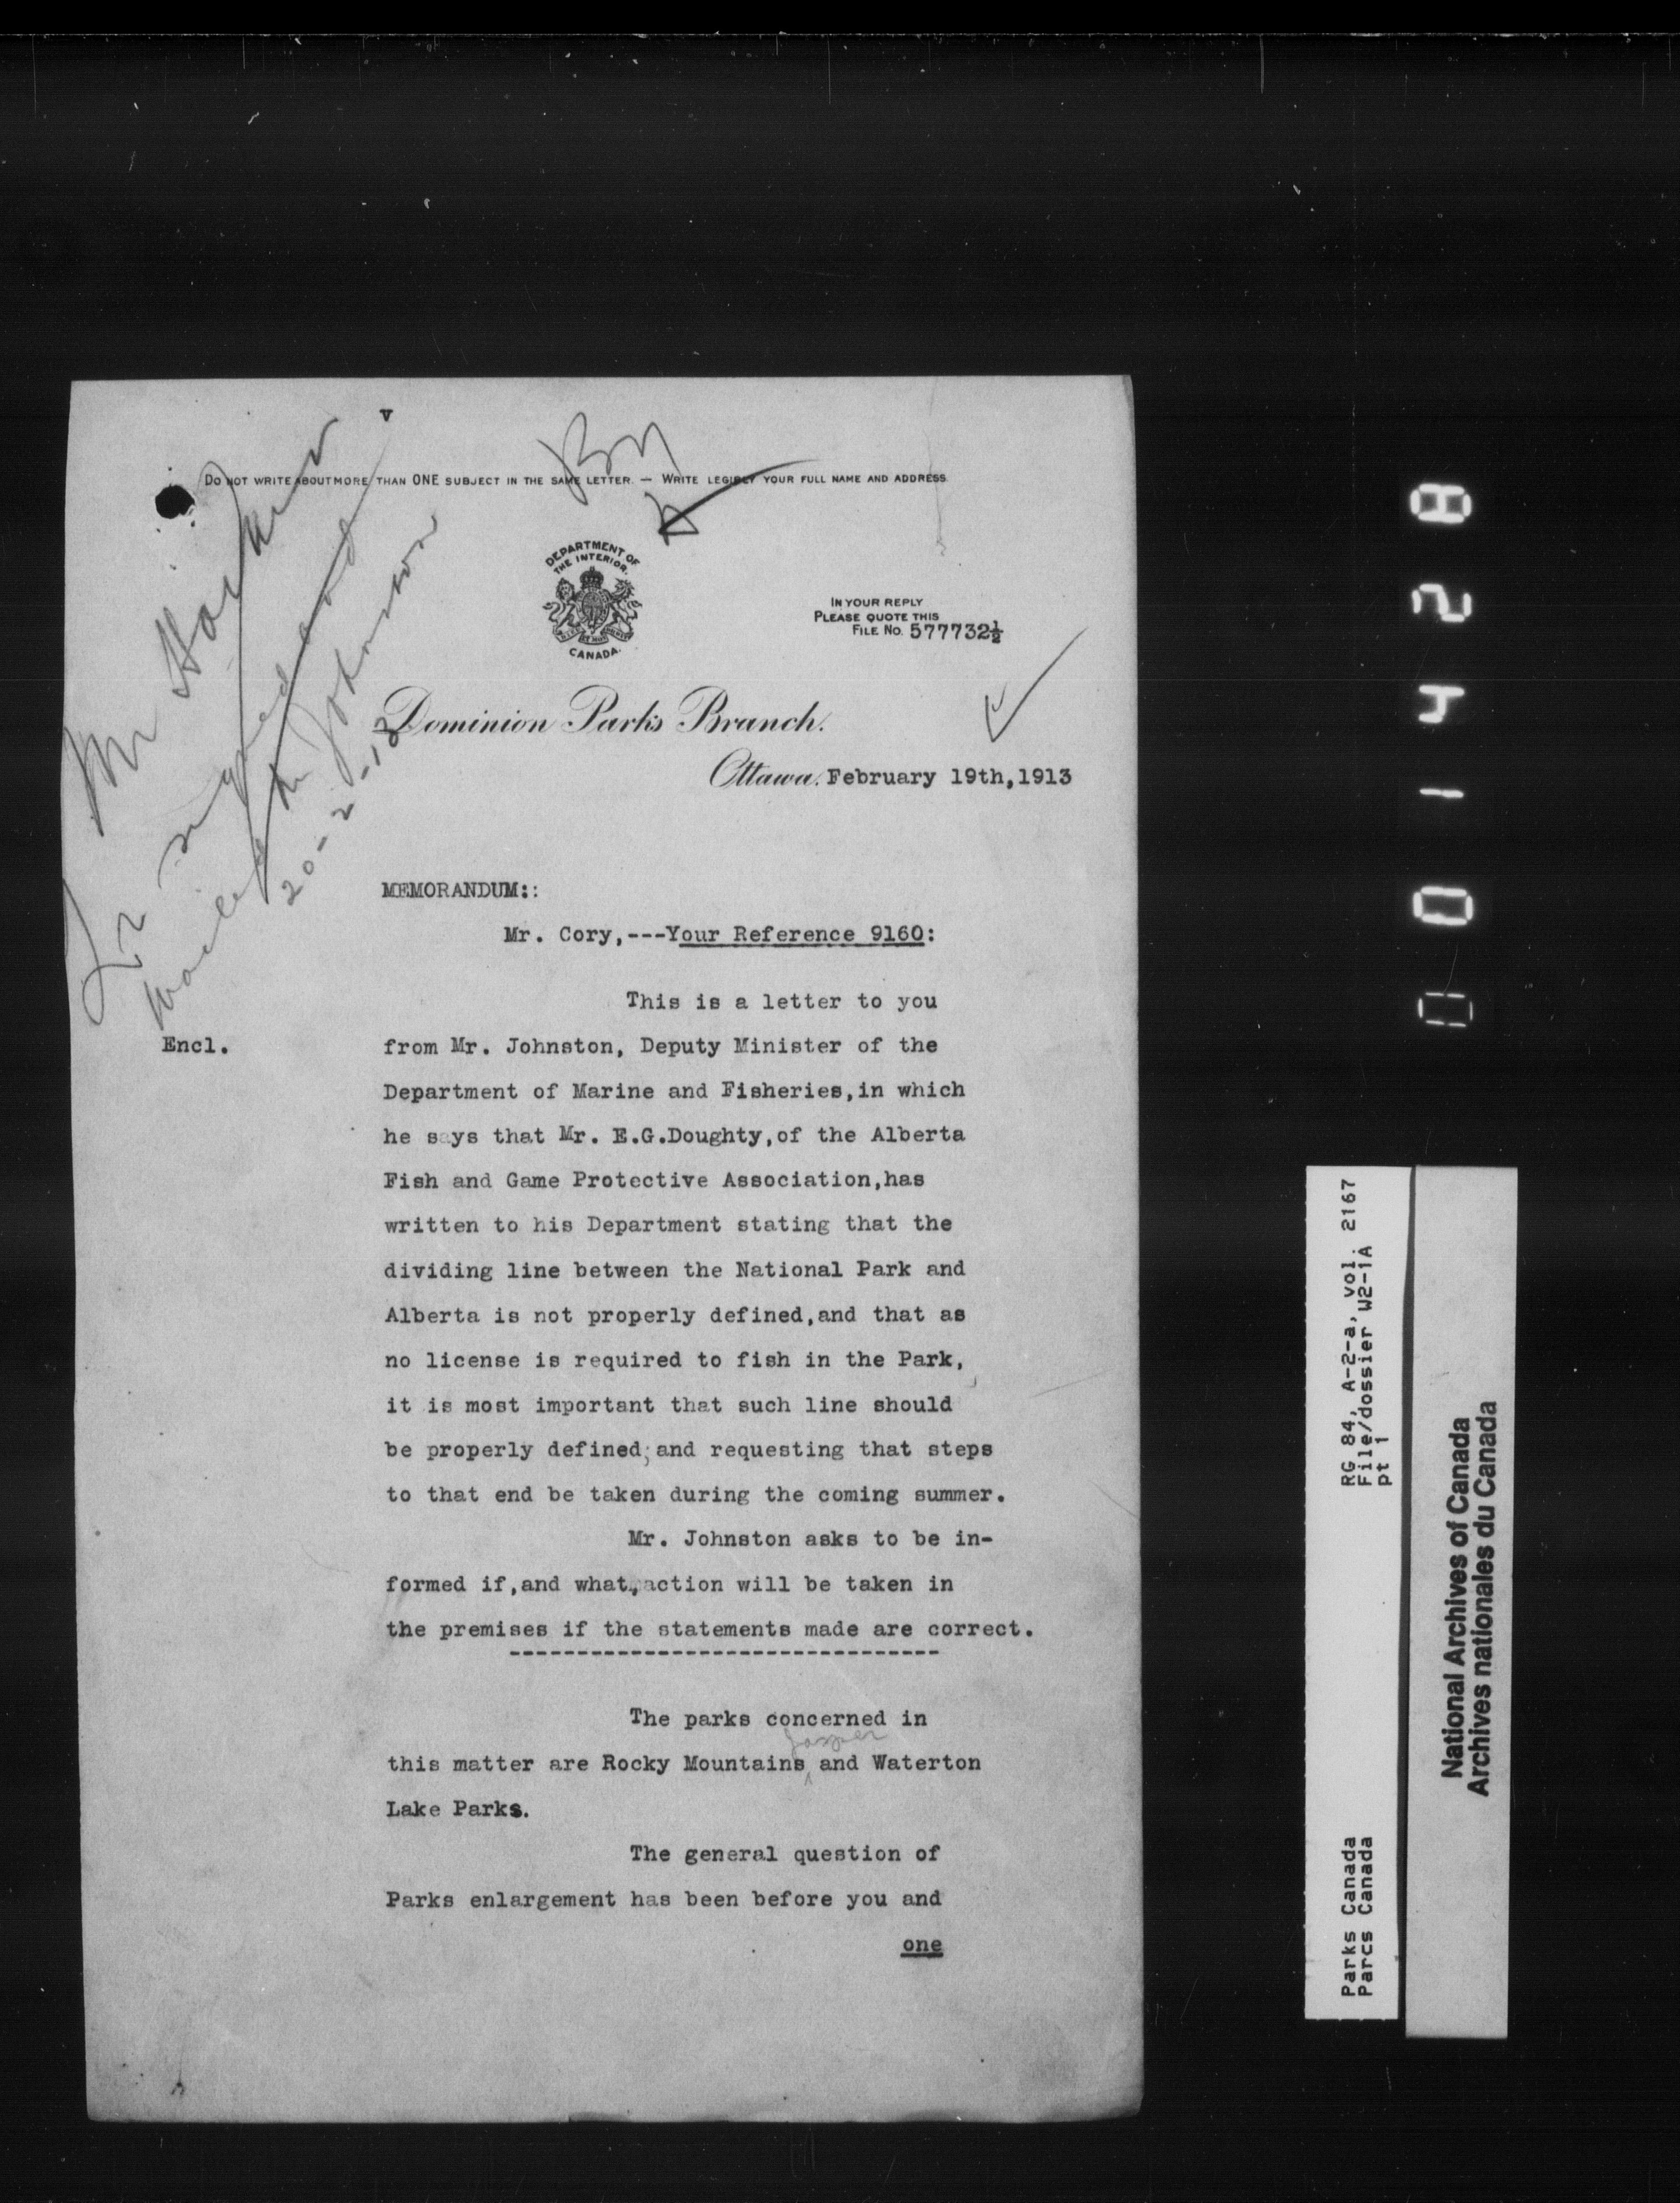 v
Do not write about more than ONE subject in the same letter. — Write legibly your full name and address.
Mr Harkin
Lr signed and
mailed Mr Johnston
20-2-13
DEPARTMENT OF
THE INTERIOR.
CANADA.
IN YOUR REPLY
PLEASE QUOTE THIS
FILE No. 577732½
Dominion Parks Branch.
Ottawa. February 19th,1913
MEMORANDUM::
Mr. Cory,---Your Reference 9160:
This is a letter to you
Encl.
from Mr. Johnston, Deputy Minister of the
Department of Marine and Fisheries,in which
he says that Mr. E.G.Doughty,of the Alberta
Fish and Game Protective Association,has
written to his Department stating that the
dividing line between the National Park and
Alberta is not properly defined,and that as
no license is required to fish in the Park,
it is most important that such line should
be properly defined; and requesting that steps
to that end be taken during the coming summer.
Mr. Johnston asks to be in-
formed if,and what,action will be taken in
the premises if the statements made are correct.
--------------------------------
The parks concerned in
Jasper
this matter are Rocky Mountains and Waterton
Lake Parks.
The general question of
Parks enlargement has been before you and
one
001428
RG 84, A-2-a, vol. 2167
File/dossier W2-1A
pt 1
Parks Canada
Parcs Canada
National Archives of Canada
Archives nationales du Canada